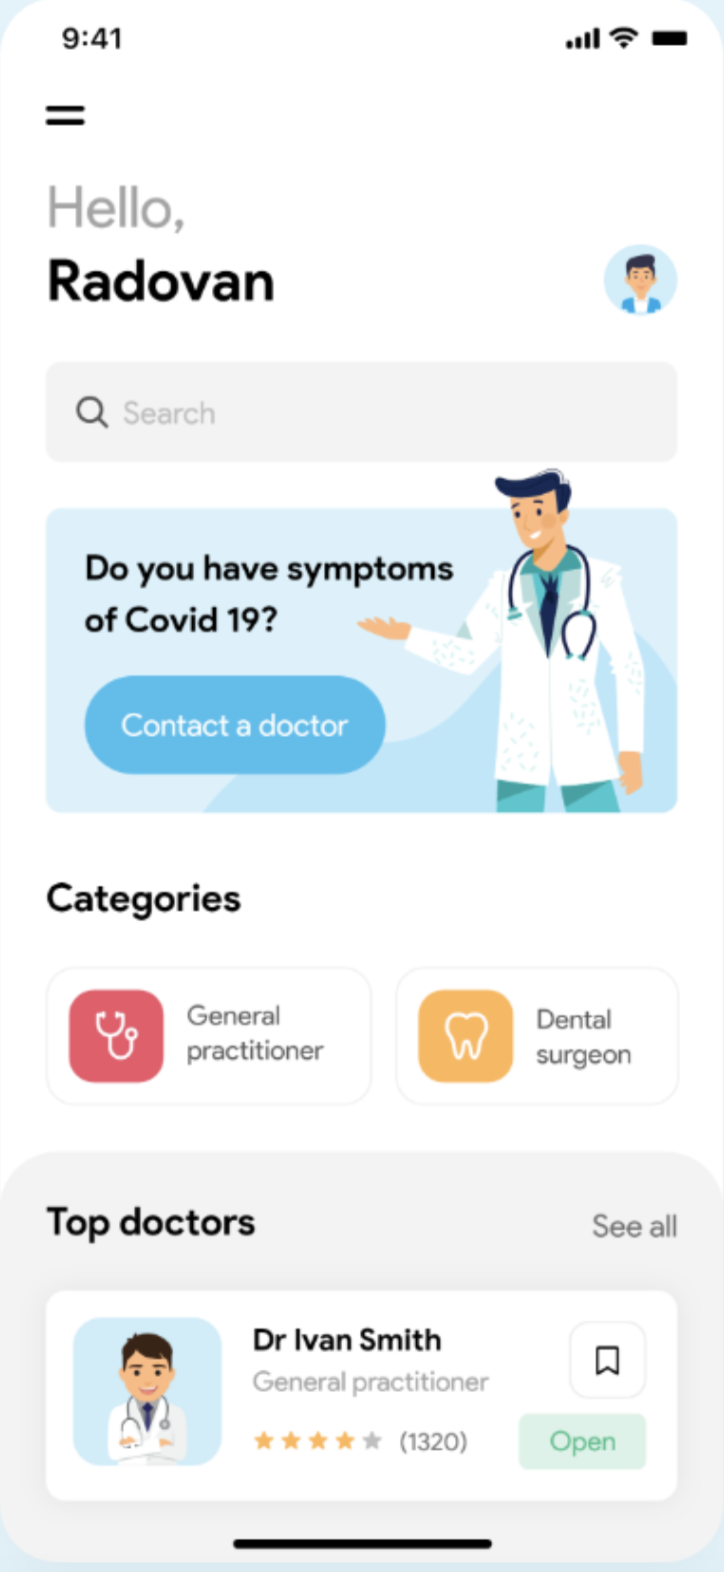 9:41
Hello,
Radovan
Search
Do you have symptoms
of Covid 19?
Contact a doctor
Categories
General
practitioner
Dental
surgeon
Top doctors
See all
Dr Ivan Smith
General practitioner
(1320)
Open